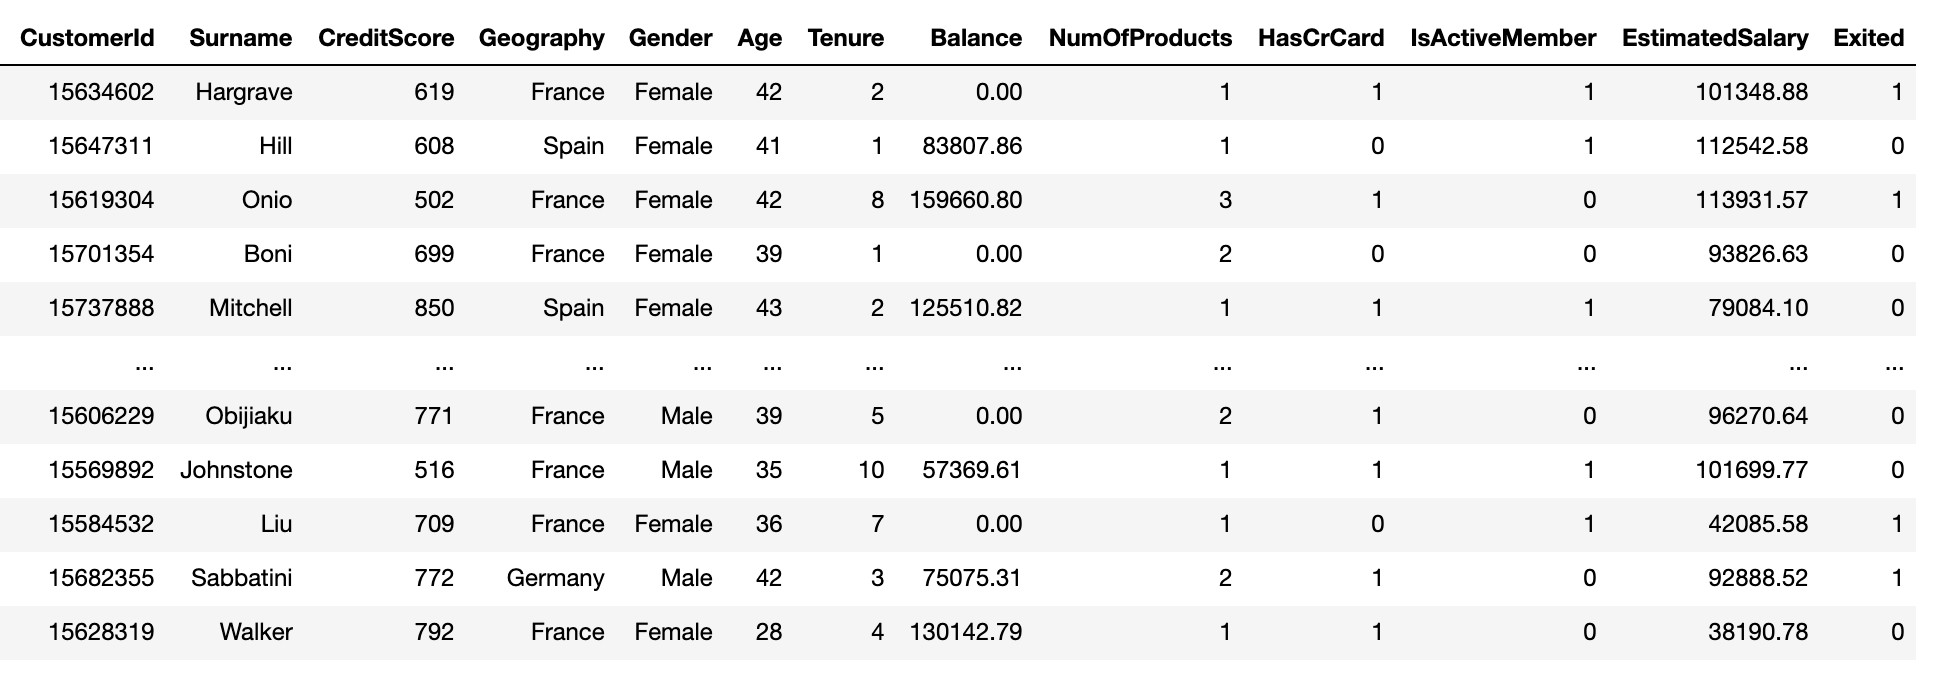 CustomerId Surname CreditScore Geography Gender Age Tenure Balance NumOfProducts HasCrCard IsActiveMember EstimatedSalary Exited
15634602 Hargrave 619 France Female 42 2 0.00 1 1 1 101348.88 1
15647311 Hill 608 Spain Female 41 1 83807.86 1 0 1 112542.58 0
15619304 Onio 502 France Female 42 8 159660.80 3 1 0 113931.57 1
15701354 Boni 699 France Female 39 1 0.00 2 0 0 93826.63 0
15737888 Mitchell 850 Spain Female 43 2 125510.82 1 1 1 79084.10 0
... ... ... ... ... ... ... ... ... ... ... ... ...
15606229 Obijiaku 771 France Male 39 5 0.00 2 1 0 96270.64 0
15569892 Johnstone 516 France Male 35 10 57369.61 1 1 1 101699.77 0
15584532 Liu 709 France Female 36 7 0.00 1 0 1 42085.58 1
15682355 Sabbatini 772 Germany Male 42 3 75075.31 2 1 0 92888.52 1
15628319 Walker 792 France Female 28 4 130142.79 1 1 0 38190.78 0